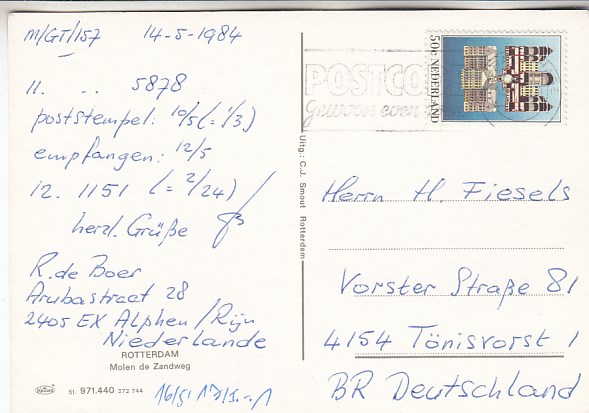 M/GT/157 14-5-1984
11. .. 5878
poststempel: 10/5 (= 1/3)
empfangen: 12/5
12. 1151 (= 2/24)
herzl. Grüße
R. de Boer
Arubastraat 28
2405 EX Alphen/Rijn
Niederlande
ROTTERDAM
Molen de Zandweg
51. 971.440 272 744
16/5
Uitg.: C.J. Smout Rotterdam
POSTCO
gewoon even
50c NEDERLAND
Herrn H. Fiesels
Vorster Straße 81
4154 Tönisvorst 1
BR Deutschland